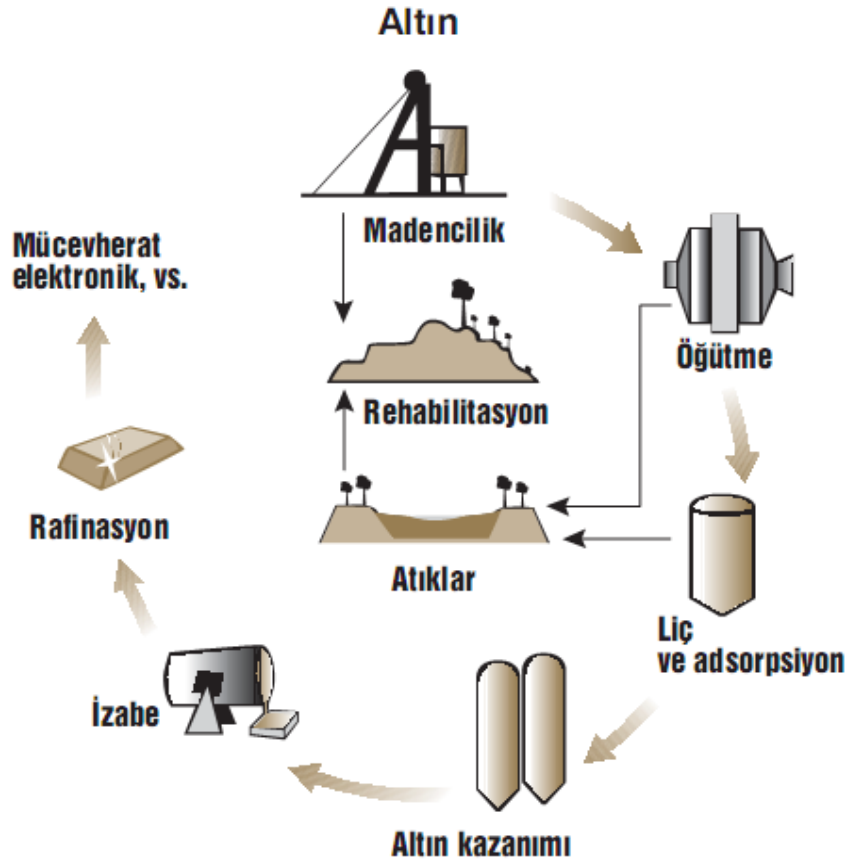 Altın
Madencilik
Mücevherat
elektronik, vs.
Öğütme
Rehabilitasyon
Rafinasyon
Atıklar
Liç
ve adsorpsiyon
İzabe
Altın kazanımı